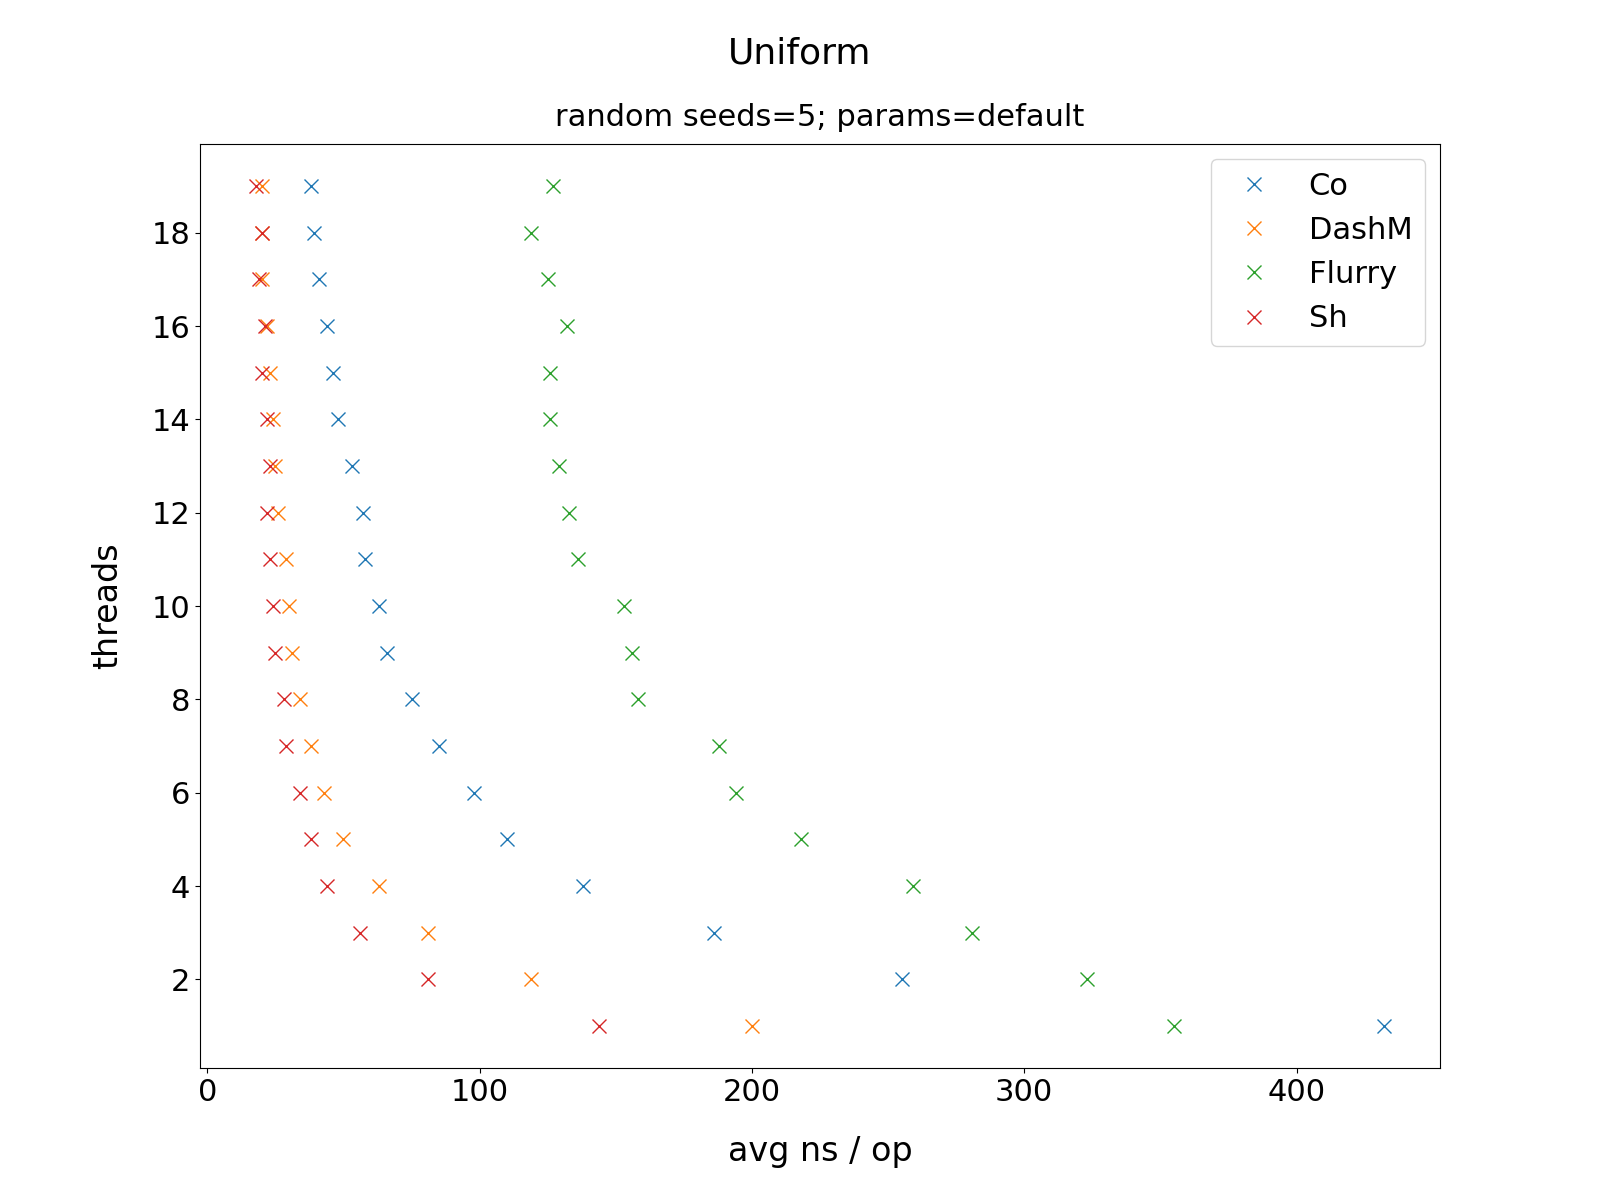 Uniform
random seeds=5; params=default
Co
DashM
Flurry
Sh
18
16
14
12
10
8
6
4
2
threads
0 100 200 300 400
avg ns / op